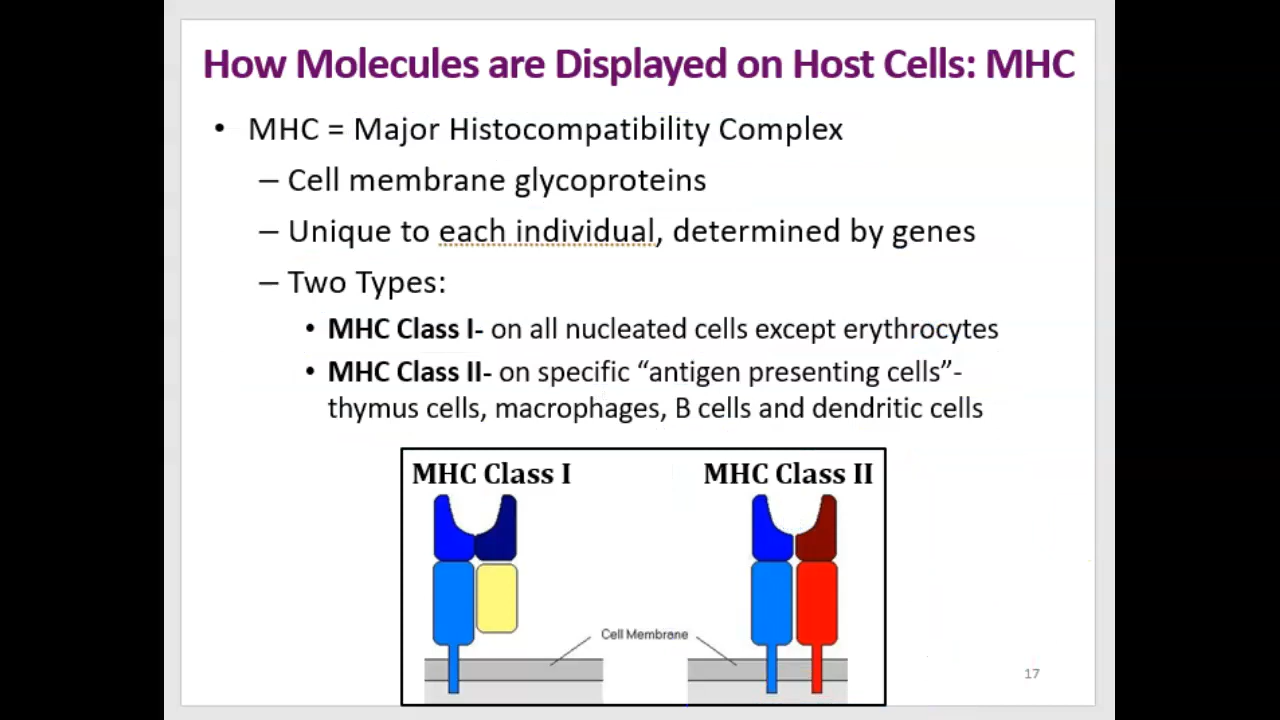 How Molecules are Displayed on Host Cells: MHC
• MHC = Major Histocompatibility Complex
– Cell membrane glycoproteins
– Unique to each individual, determined by genes
– Two Types:
• MHC Class I- on all nucleated cells except erythrocytes
• MHC Class II- on specific “antigen presenting cells”-
thymus cells, macrophages, B cells and dendritic cells
MHC Class I
MHC Class II
Cell Membrane
17